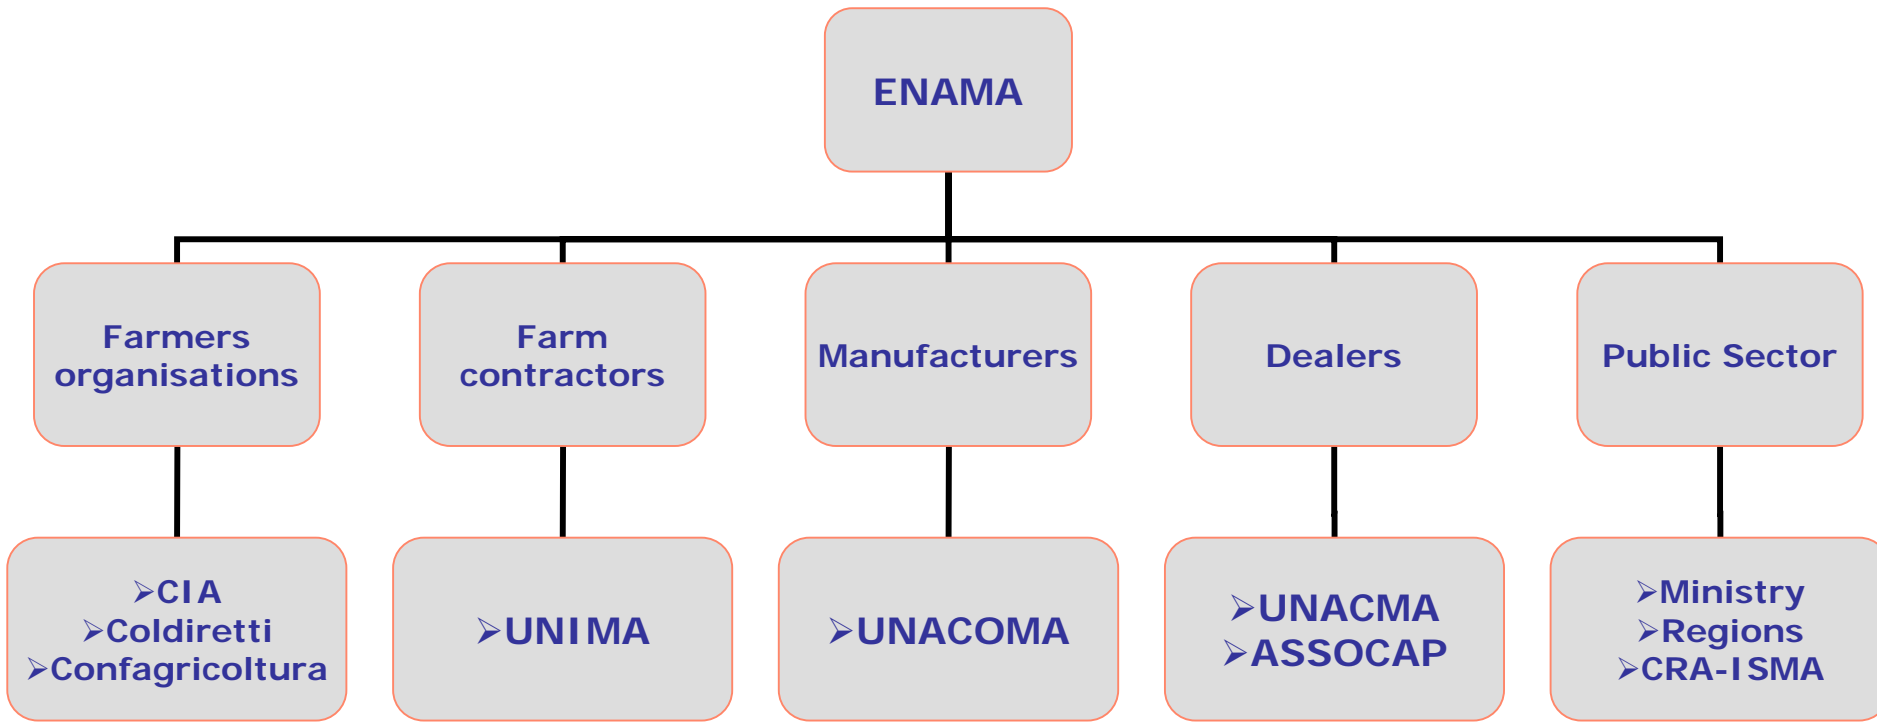 ENAMA
Farmers
organisations
Farm
contractors
Manufacturers
Dealers
Public Sector
➢CIA
➢Coldiretti
➢Confagricoltura
➢UNIMA
➢UNACOMA
➢UNACMA
➢ASSOCAP
➢Ministry
➢Regions
➢CRA-ISMA